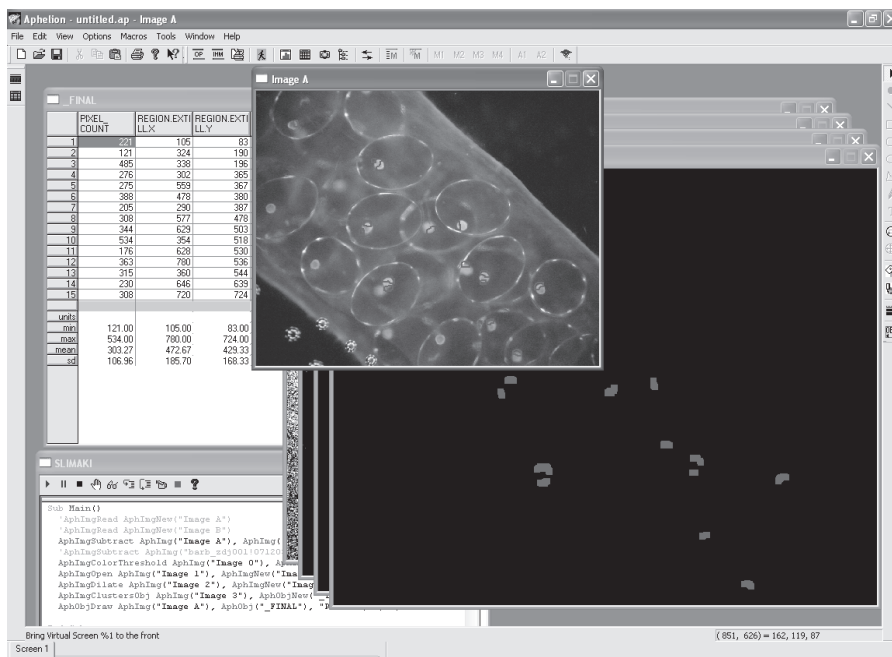 Aphelion - untitled.ap - Image A
File Edit View Options Macros Tools Window Help
OP THM M M1 M2 M3 M4 A1 A2
_FINAL
PIXEL_ COUNT REGION.EXTI LL.X REGION.EXTI LL.Y
1 221 105 83
2 121 324 190
3 485 338 196
4 276 302 365
5 275 559 367
6 388 478 380
7 205 290 387
8 308 577 478
9 344 629 503
10 534 354 518
11 176 628 530
12 363 780 536
13 315 360 544
14 230 646 639
15 308 720 724
units
min 121.00 105.00 83.00
max 534.00 780.00 724.00
mean 303.27 472.67 429.33
sd 106.96 185.70 168.33
Image A
SLIMAKI
Sub Main()
'AphImgRead AphImgNew("Image A")
'AphImgRead AphImgNew("Image B")
AphImgSubtract AphImg("Image A"), AphImg(
'AphImgSubtract AphImg("barb_zdj001!07120
AphImgColorThreshold AphImg("Image 0"),
AphImgOpen AphImg("Image 1"), AphImgNew("Ima
AphImgDilate AphImg("Image 2"), AphImgNew("Imag
AphImgClustersObj AphImg("Image 3"), AphObjNew(
AphObjDraw AphImg("Image A"), AphObj("_FINAL"),
Bring Virtual Screen %1 to the front
(851, 626) = 162, 119, 87
Screen 1